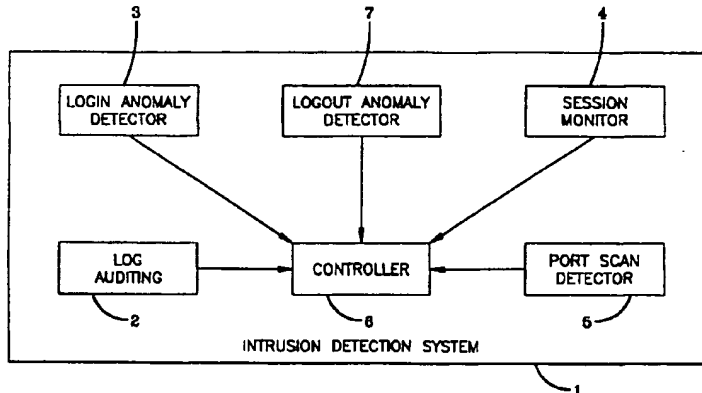 3
7
4
LOGIN ANOMALY
DETECTOR
LOGOUT ANOMALY
DETECTOR
SESSION
MONITOR
LOG
AUDITING
CONTROLLER
PORT SCAN
DETECTOR
2
6
5
INTRUSION DETECTION SYSTEM
1